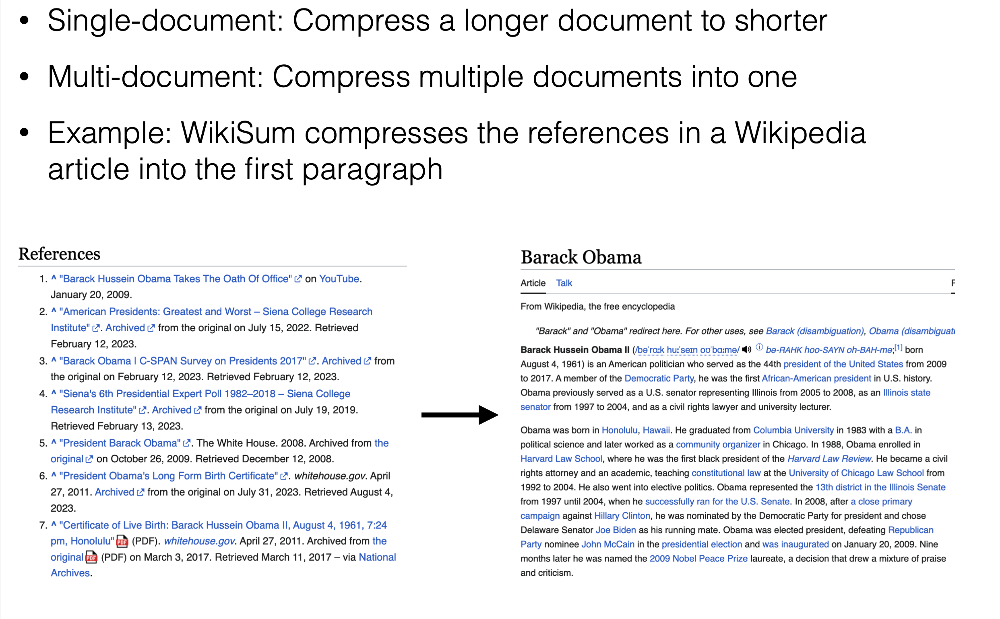 • Single-document: Compress a longer document to shorter
• Multi-document: Compress multiple documents into one
• Example: WikiSum compresses the references in a Wikipedia
article into the first paragraph
References
1. ^ "Barack Hussein Obama Takes The Oath Of Office" on YouTube.
January 20, 2009.
2. ^ "American Presidents: Greatest and Worst – Siena College Research
Institute". Archived from the original on July 15, 2022. Retrieved
February 12, 2023.
3. ^ "Barack Obama | C-SPAN Survey on Presidents 2017". Archived from
the original on February 12, 2023. Retrieved February 12, 2023.
4. ^ "Siena's 6th Presidential Expert Poll 1982–2018 – Siena College
Research Institute". Archived from the original on July 19, 2019.
Retrieved February 13, 2023.
5. ^ "President Barack Obama". The White House. 2008. Archived from the
original on October 26, 2009. Retrieved December 12, 2008.
6. ^ "President Obama's Long Form Birth Certificate". whitehouse.gov. April
27, 2011. Archived from the original on July 31, 2023. Retrieved August 4,
2023.
7. ^ "Certificate of Live Birth: Barack Hussein Obama II, August 4, 1961, 7:24
pm, Honolulu" PDF (PDF). whitehouse.gov. April 27, 2011. Archived from the
original PDF (PDF) on March 3, 2017. Retrieved March 11, 2017 – via National
Archives.
Barack Obama
Article Talk
From Wikipedia, the free encyclopedia
"Barack" and "Obama" redirect here. For other uses, see Barack (disambiguation), Obama (disambiguati
Barack Hussein Obama II (/bəˈrɑːk huːˈseɪn oʊˈbɑːmə/ bə-RAHK hoo-SAYN oh-BAH-mə;[1] born
August 4, 1961) is an American politician who served as the 44th president of the United States from 2009
to 2017. A member of the Democratic Party, he was the first African-American president in U.S. history.
Obama previously served as a U.S. senator representing Illinois from 2005 to 2008, as an Illinois state
senator from 1997 to 2004, and as a civil rights lawyer and university lecturer.
Obama was born in Honolulu, Hawaii. He graduated from Columbia University in 1983 with a B.A. in
political science and later worked as a community organizer in Chicago. In 1988, Obama enrolled in
Harvard Law School, where he was the first black president of the Harvard Law Review. He became a civil
rights attorney and an academic, teaching constitutional law at the University of Chicago Law School from
1992 to 2004. He also went into elective politics. Obama represented the 13th district in the Illinois Senate
from 1997 until 2004, when he successfully ran for the U.S. Senate. In 2008, after a close primary
campaign against Hillary Clinton, he was nominated by the Democratic Party for president and chose
Delaware Senator Joe Biden as his running mate. Obama was elected president, defeating Republican
Party nominee John McCain in the presidential election and was inaugurated on January 20, 2009. Nine
months later he was named the 2009 Nobel Peace Prize laureate, a decision that drew a mixture of praise
and criticism.